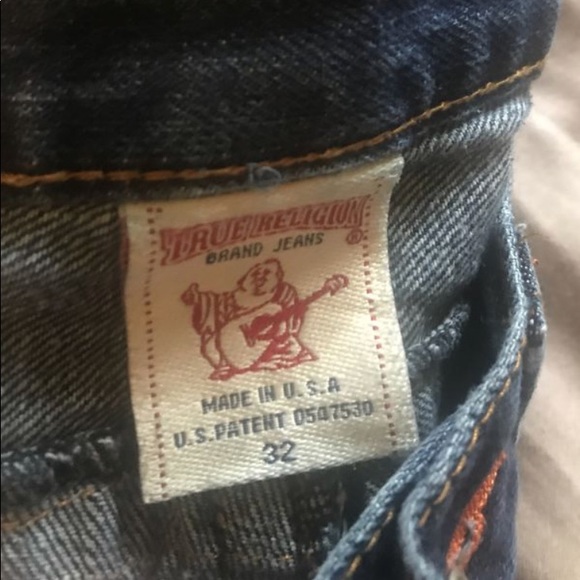 TRUE RELIGION
BRAND JEANS ®
MADE IN U.S.A
U.S. PATENT 0547530
32